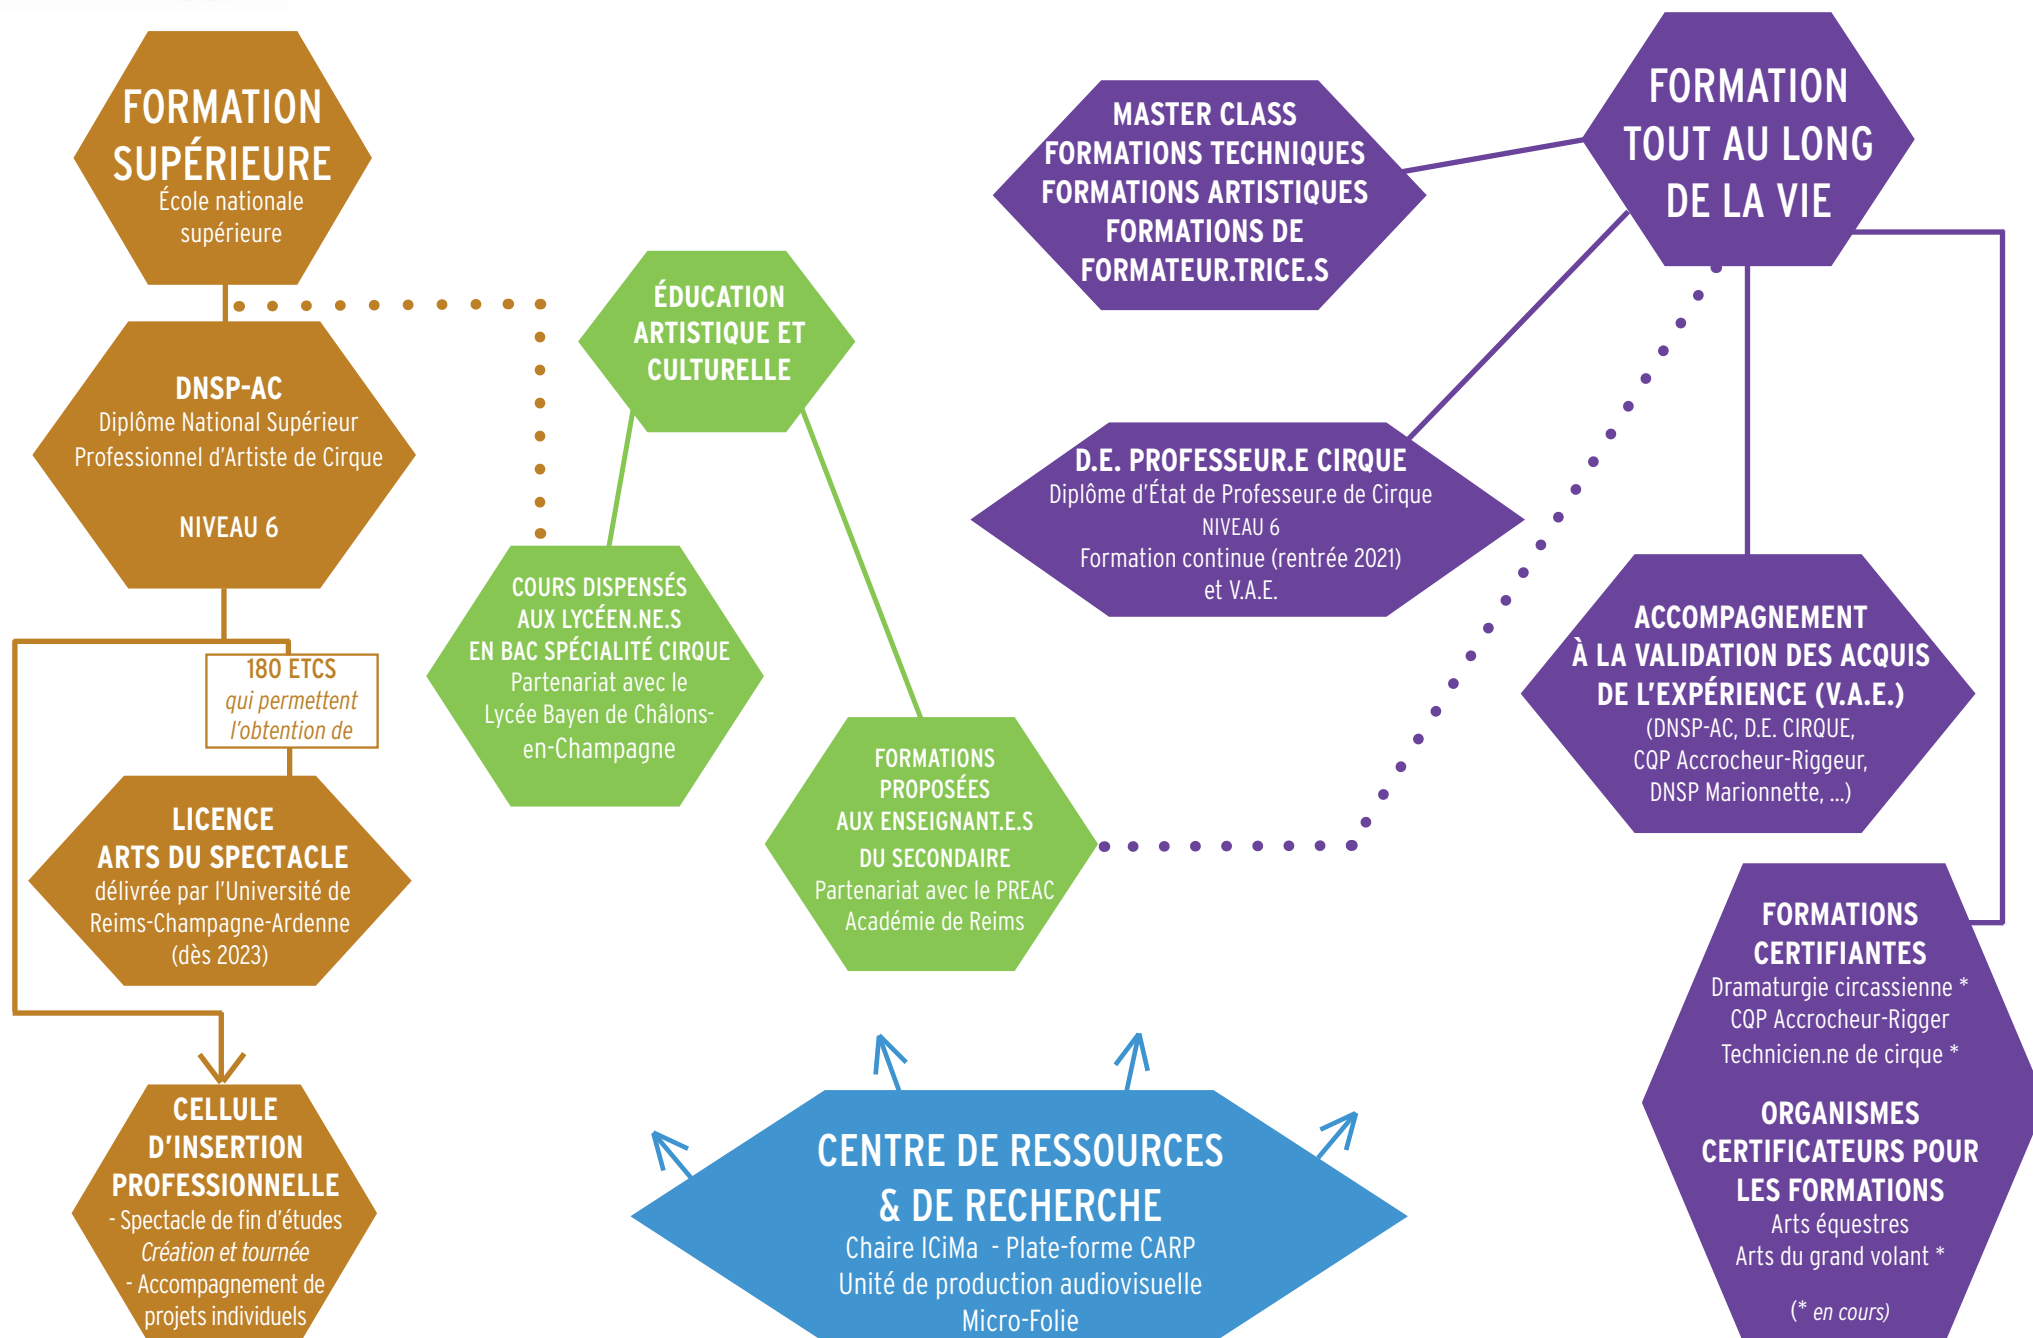 FORMATION
SUPÉRIEURE
École nationale
supérieure
DNSP-AC
Diplôme National Supérieur
Professionnel d'Artiste de Cirque
NIVEAU 6
180 ETCS
qui permettent
l'obtention de
LICENCE
ARTS DU SPECTACLE
délivrée par l'Université de
Reims-Champagne-Ardenne
(dès 2023)
CELLULE
D'INSERTION
PROFESSIONNELLE
- Spectacle de fin d'études
Création et tournée
- Accompagnement de
projets individuels
ÉDUCATION
ARTISTIQUE ET
CULTURELLE
COURS DISPENSÉS
AUX LYCÉEN.NE.S
EN BAC SPÉCIALITÉ CIRQUE
Partenariat avec le
Lycée Bayen de Châlons-
en-Champagne
FORMATIONS
PROPOSÉES
AUX ENSEIGNANT.E.S
DU SECONDAIRE
Partenariat avec le PREAC
Académie de Reims
CENTRE DE RESSOURCES
& DE RECHERCHE
Chaire ICiMa - Plate-forme CARP
Unité de production audiovisuelle
Micro-Folie
FORMATION
TOUT AU LONG
DE LA VIE
MASTER CLASS
FORMATIONS TECHNIQUES
FORMATIONS ARTISTIQUES
FORMATIONS DE
FORMATEUR.TRICE.S
D.E. PROFESSEUR.E CIRQUE
Diplôme d'État de Professeur.e de Cirque
NIVEAU 6
Formation continue (rentrée 2021)
et V.A.E.
ACCOMPAGNEMENT
À LA VALIDATION DES ACQUIS
DE L'EXPÉRIENCE (V.A.E.)
(DNSP-AC, D.E. CIRQUE,
CQP Accrocheur-Riggeur,
DNSP Marionnette, ...)
FORMATIONS
CERTIFIANTES
Dramaturgie circassienne *
CQP Accrocheur-Rigger
Technicien.ne de cirque *
ORGANISMES
CERTIFICATEURS POUR
LES FORMATIONS
Arts équestres
Arts du grand volant *
(* en cours)